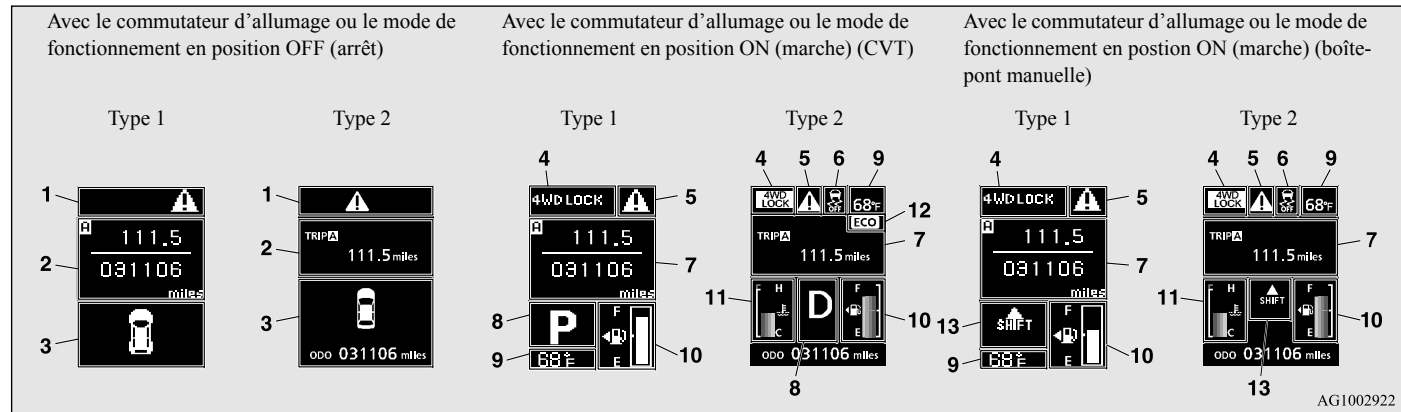 Avec le commutateur d’allumage ou le mode de
fonctionnement en position OFF (arrêt)
Avec le commutateur d’allumage ou le mode de
fonctionnement en position ON (marche) (CVT)
Avec le commutateur d’allumage ou le mode de
fonctionnement en postion ON (marche) (boîte-
pont manuelle)
Type 1
Type 2
Type 1
Type 2
Type 1
Type 2
1
A
111.5
2
031106
miles
3
1
TRIP A
2
111.5 miles
3
ODO 031106 miles
4
4WD LOCK
5
A
111.5
7
031106
miles
8
P
F
9
68°F
E
10
4 5 6 9
4WD
LOCK
OFF
68°F
ECO
12
TRIP A
7
111.5 miles
11
F H
D
F
C
E
10
ODO 031106 miles
8
4
4WD LOCK
5
A
111.5
7
031106
miles
13
SHIFT
F
9
68°F
E
10
4 5 6 9
4WD
LOCK
OFF
68°F
TRIP A
7
111.5 miles
11
F H
SHIFT
F
C
E
10
ODO 031106 miles
13
AG1002922